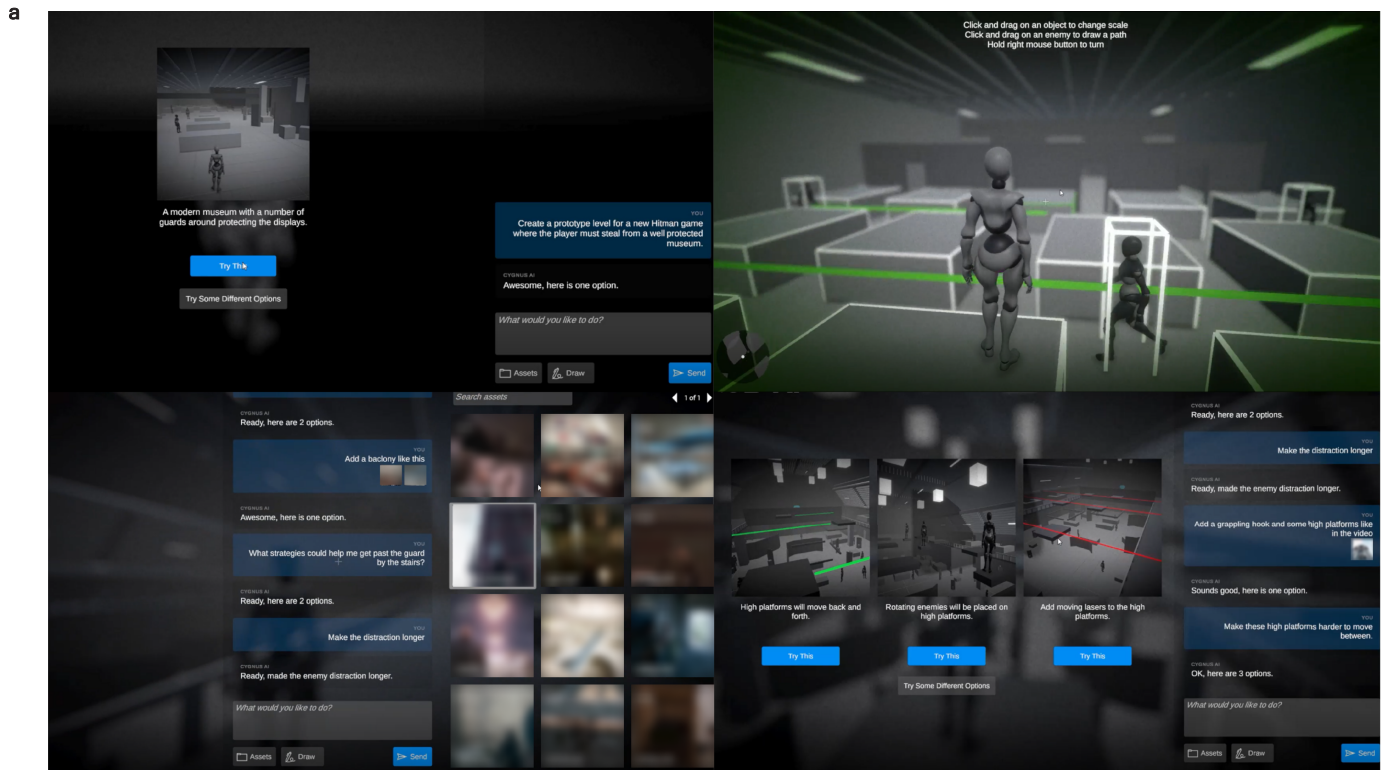 a
A modern museum with a number of
guards around protecting the displays.
Try This
Try Some Different Options
YOU
Create a prototype level for a new Hitman game
where the player must steal from a well protected
museum.
CYGNUS AI
Awesome, here is one option.
What would you like to do?
Assets
Draw
Send
Click and drag on an object to change scale
Click and drag on an enemy to draw a path
Hold right mouse button to turn
CYGNUS AI
Ready, here are 2 options.
YOU
Add a baclony like this
CYGNUS AI
Awesome, here is one option.
YOU
What strategies could help me get past the guard
by the stairs?
CYGNUS AI
Ready, here are 2 options.
YOU
Make the distraction longer
CYGNUS AI
Ready, made the enemy distraction longer.
What would you like to do?
Assets
Draw
Send
Search assets
1 of 1
High platforms will move back and
forth.
Try This
Rotating enemies will be placed on
high platforms.
Try This
Add moving lasers to the high
platforms.
Try This
Try Some Different Options
CYGNUS AI
Ready, here are 2 options.
YOU
Make the distraction longer
CYGNUS AI
Ready, made the enemy distraction longer.
YOU
Add a grappling hook and some high platforms like
in the video
CYGNUS AI
Sounds good, here is one option.
YOU
Make these high platforms harder to move
between.
CYGNUS AI
OK, here are 3 options.
What would you like to do?
Assets
Draw
Send